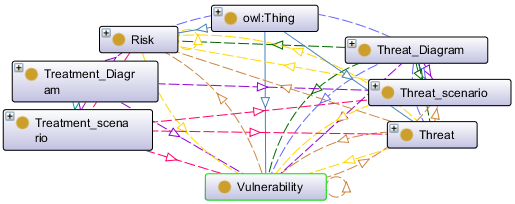 owl:Thing
Risk
Threat_Diagram
Treatment_Diagr
am
Threat_scenario
Treatment_scena
rio
Threat
Vulnerability